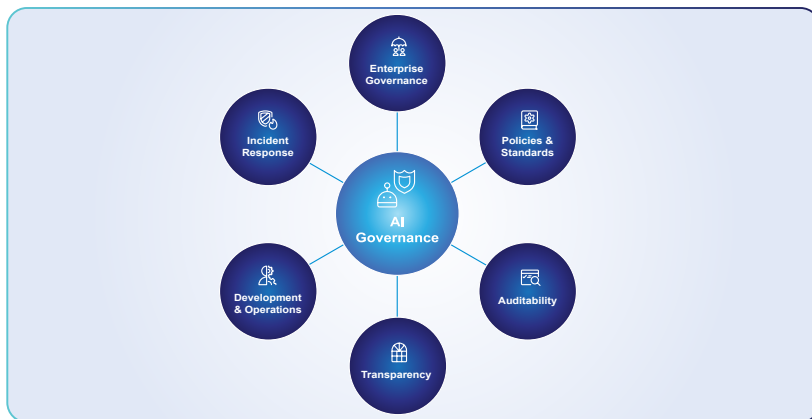 Enterprise
Governance
Incident
Response
Policies &
Standards
AI
Governance
Development
& Operations
Auditability
Transparency